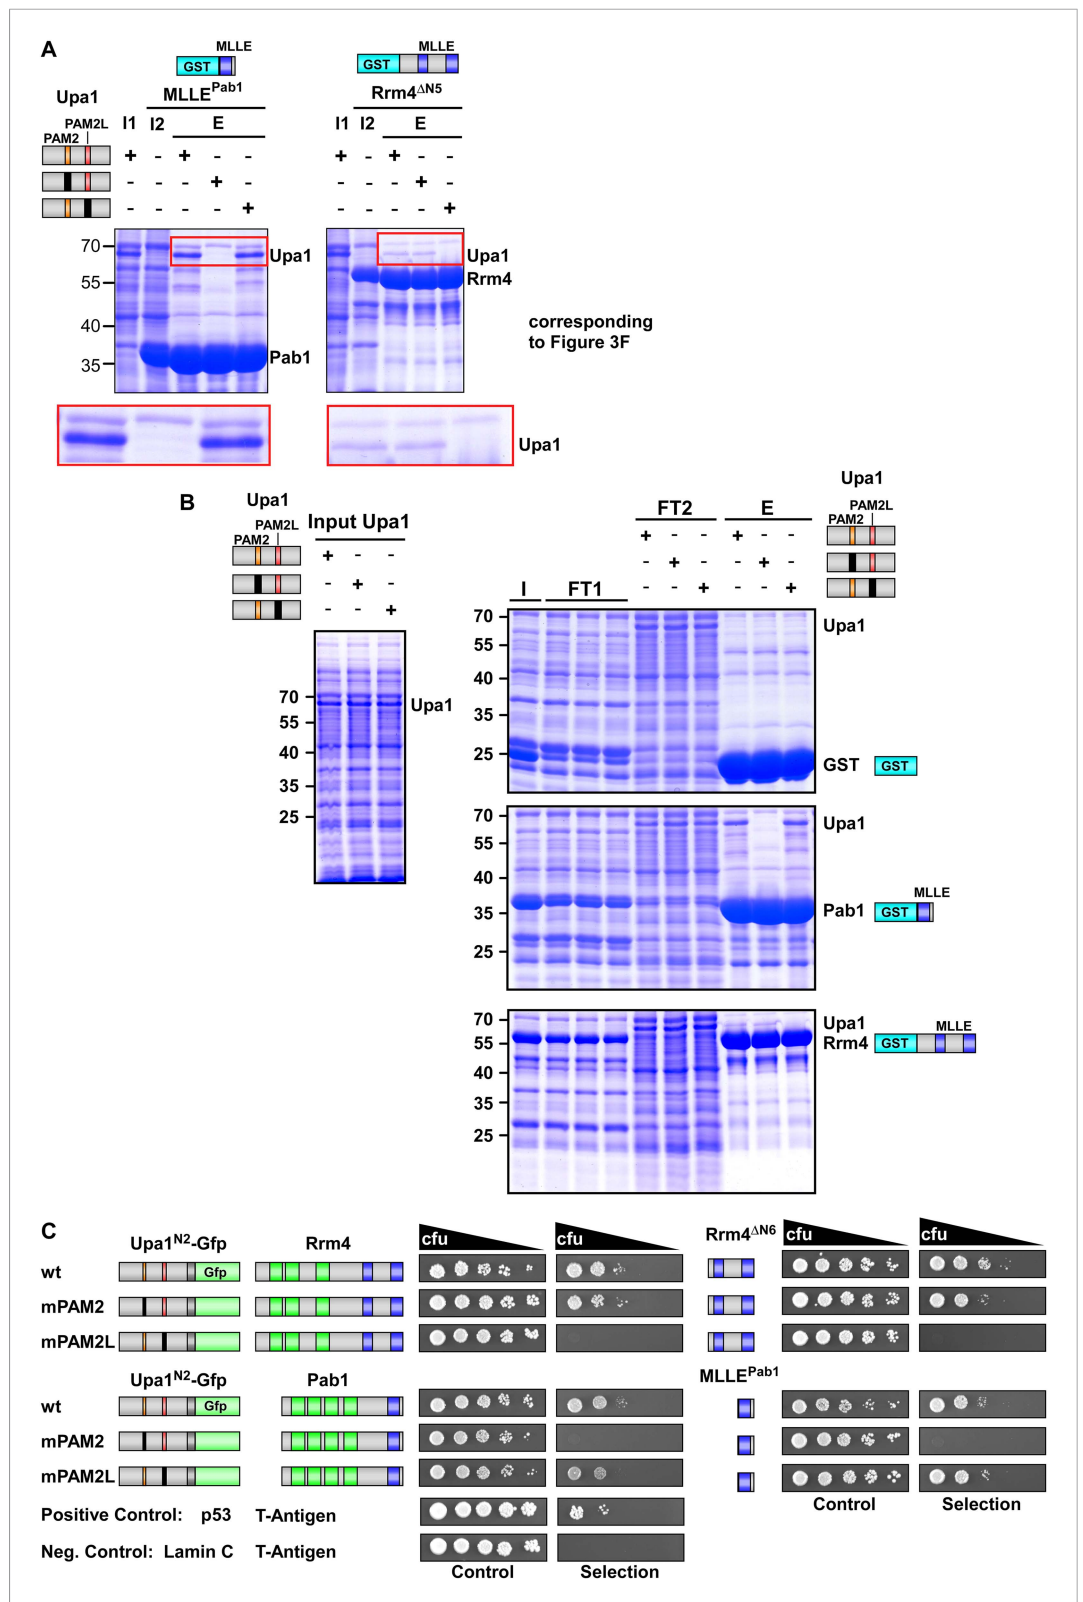 A
MLLE
GST
MLLE
GST
Upa1
MLLEPab1
Rrm4ΔN5
PAM2L
PAM2
I1 I2 E
I1 I2 E
+ - + - -
+ - + - -
- - - + -
- - - + -
- - - - +
- - - - +
70
55
40
35
Upa1
Pab1
Upa1
Rrm4
corresponding
to Figure 3F
Upa1
B
Upa1
PAM2L
PAM2
Input Upa1
+ - -
- + -
- - +
70
55
40
35
25
Upa1
FT2 E
Upa1
PAM2L
PAM2
+ - - + - -
- + - - + -
- - + - - +
I FT1
70
55
40
35
25
Upa1
GST GST
70
55
40
35
25
Upa1
MLLE
Pab1 GST
70
55
40
35
25
Upa1
MLLE
Rrm4 GST
C
Upa1N2-Gfp Rrm4 cfu cfu
wt Gfp
mPAM2
mPAM2L
Upa1N2-Gfp Pab1
wt Gfp
mPAM2
mPAM2L
Positive Control: p53 T-Antigen
Neg. Control: Lamin C T-Antigen
Control Selection
Rrm4ΔN6 cfu cfu
MLLEPab1
Control Selection